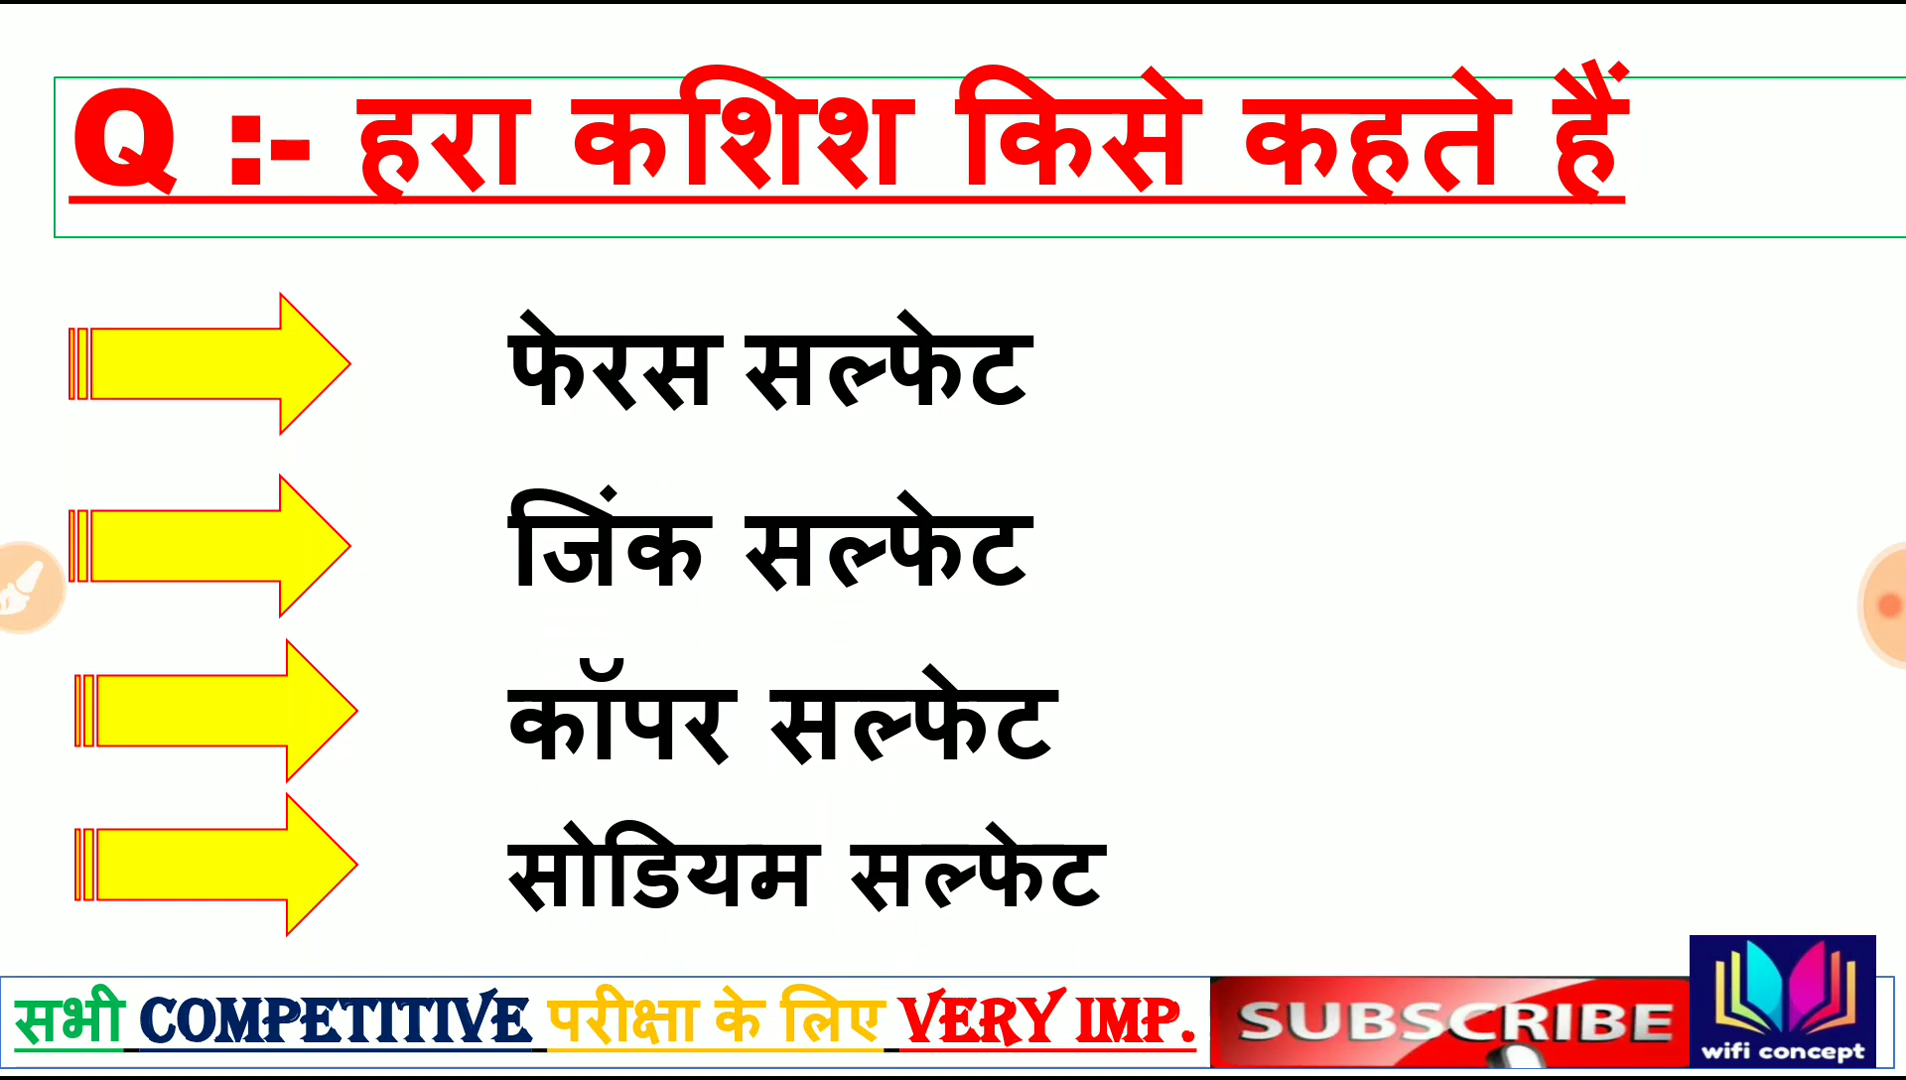 Q :- हरा कशिश किसे कहते हैं
फेरस सल्फेट
जिंक सल्फेट
कॉपर सल्फेट
सोडियम सल्फेट
सभी COMPETITIVE परीक्षा के लिए VERY IMP.
SUBSCRIBE
wifi concept